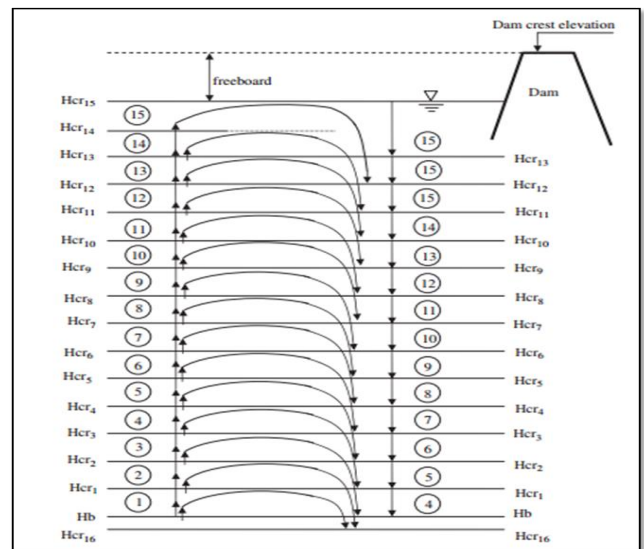 Dam crest elevation
freeboard
Dam
Hcr₁₅
⑮
Hcr₁₄
⑭ ⑮
Hcr₁₃ Hcr₁₃
⑬ ⑮
Hcr₁₂ Hcr₁₂
⑫ ⑮
Hcr₁₁ Hcr₁₁
⑪ ⑭
Hcr₁₀ Hcr₁₀
⑩ ⑬
Hcr₉ Hcr₉
⑨ ⑫
Hcr₈ Hcr₈
⑧ ⑪
Hcr₇ Hcr₇
⑦ ⑩
Hcr₆ Hcr₆
⑥ ⑨
Hcr₅ Hcr₅
⑤ ⑧
Hcr₄ Hcr₄
④ ⑦
Hcr₃ Hcr₃
③ ⑥
Hcr₂ Hcr₂
② ⑤
Hcr₁ Hcr₁
① ④
Hb Hb
Hcr₁₆ Hcr₁₆